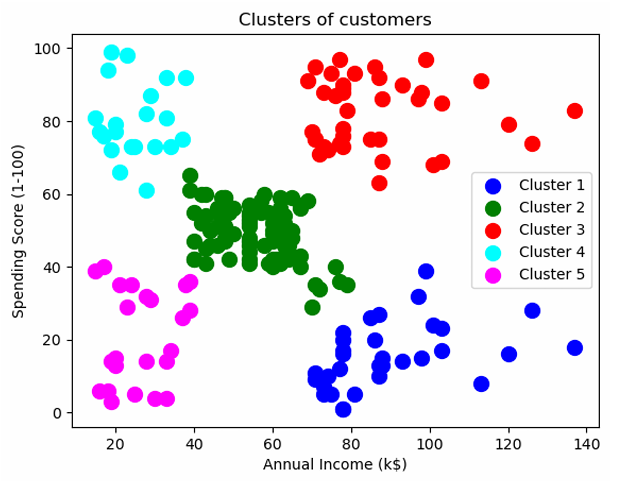 Clusters of customers
100
80
60
40
20
0
Spending Score (1-100)
Cluster 1
Cluster 2
Cluster 3
Cluster 4
Cluster 5
20 40 60 80 100 120 140
Annual Income (k$)